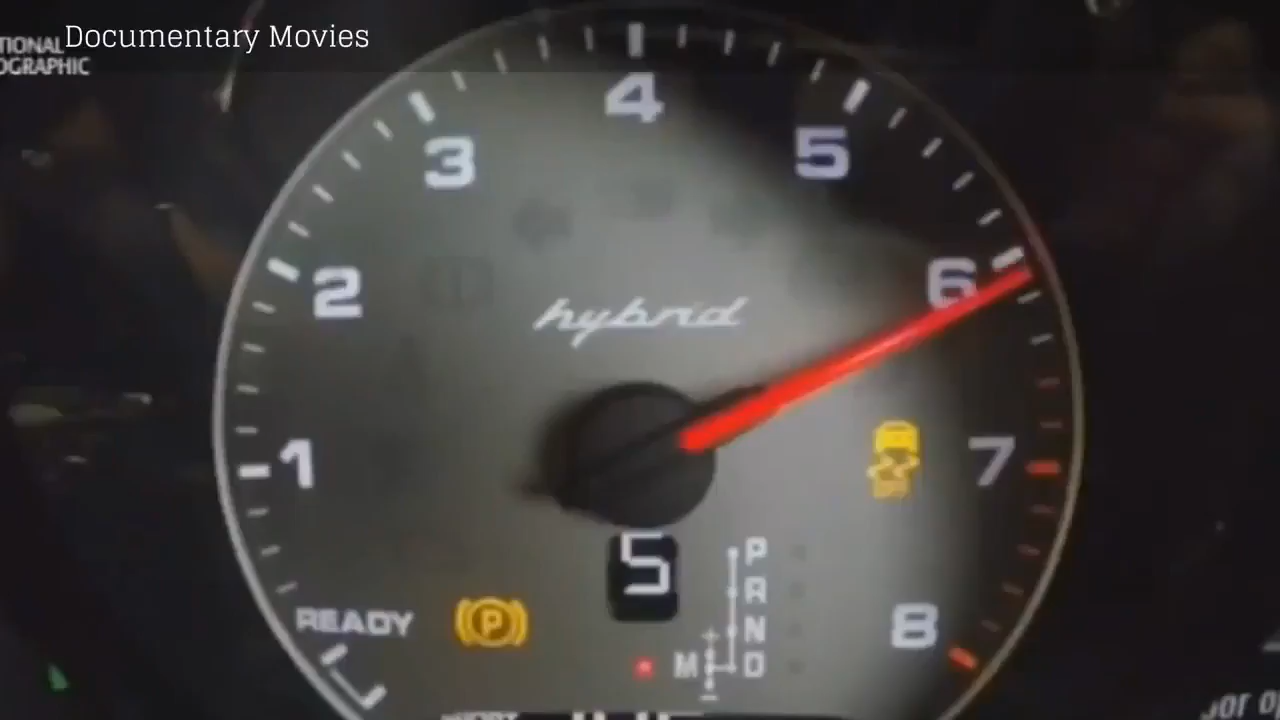 Documentary Movies
TIONAL
OGRAPHIC
4
3
5
2
6
hybrid
1
7
5
P
R
READY
P
N
8
M
D
+
-